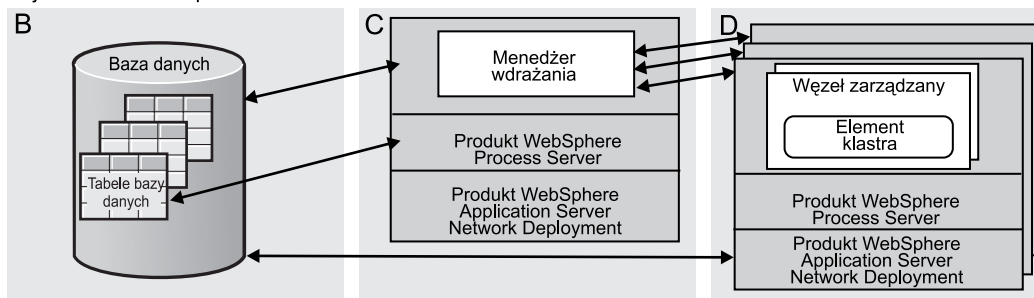 B
Baza danych
Tabele bazy
danych
C
Menedżer
wdrażania
Produkt WebSphere
Process Server
Produkt WebSphere
Application Server
Network Deployment
D
Węzeł zarządzany
Element
klastra
Produkt WebSphere
Process Server
Produkt WebSphere
Application Server
Network Deployment